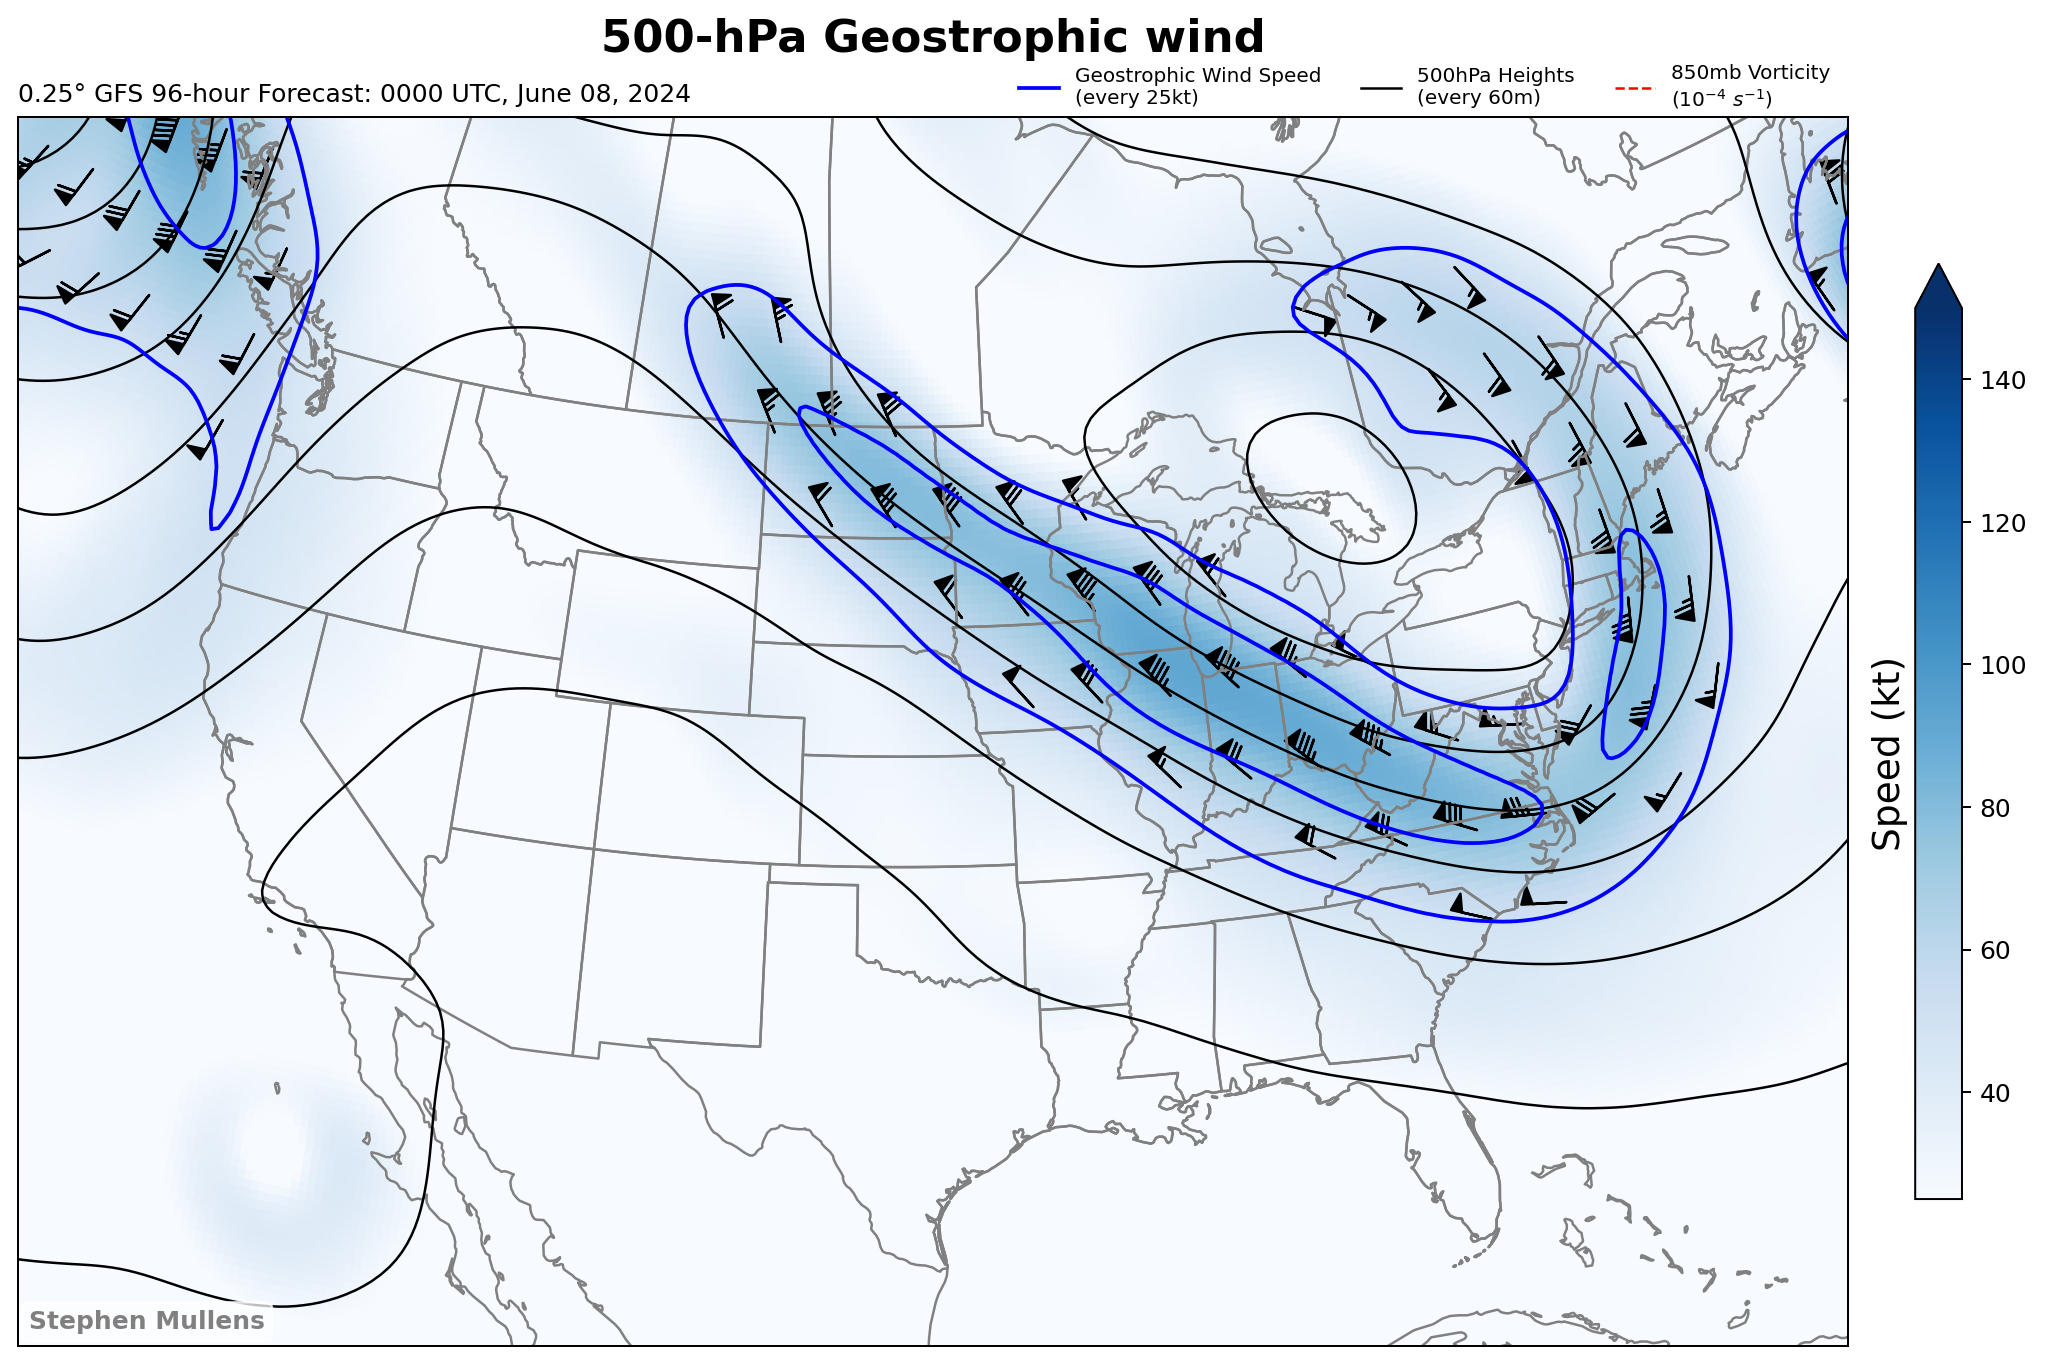 500-hPa Geostrophic wind
0.25° GFS 96-hour Forecast: 0000 UTC, June 08, 2024
Geostrophic Wind Speed
(every 25kt)
500hPa Heights
(every 60m)
850mb Vorticity
(10⁻⁴ s⁻¹)
140
120
100
80
60
40
Speed (kt)
Stephen Mullens